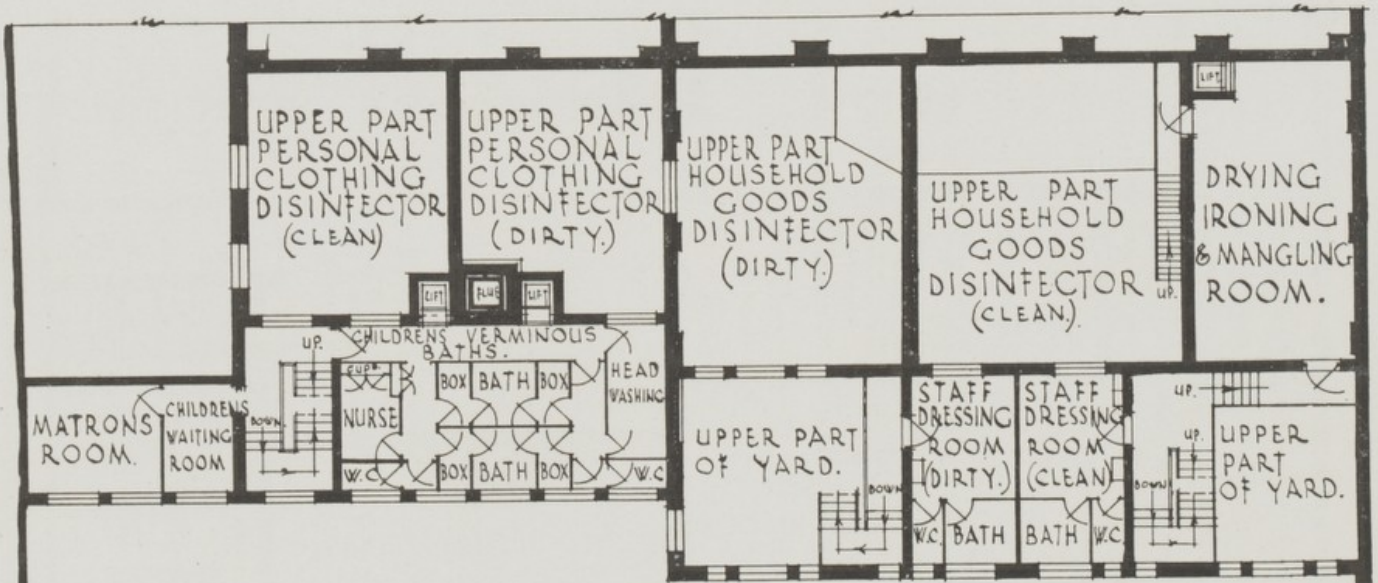 UPPER PART
PERSONAL
CLOTHING
DISINFECTOR
(CLEAN)
UPPER PART
PERSONAL
CLOTHING
DISINFECTOR
(DIRTY.)
UPPER PART
HOUSEHOLD
GOODS
DISINFECTOR
(DIRTY.)
UPPER PART
HOUSEHOLD
GOODS
DISINFECTOR
(CLEAN.)
UP.
LIFT
DRYING
IRONING
& MANGLING
ROOM.
LIFT
FLUE
LIFT
MATRONS
ROOM.
CHILDRENS
WAITING
ROOM
UP.
DOWN
CHILDRENS VERMINOUS
BATHS.
CUPD
NURSE
W.C
BOX
BATH
BOX
HEAD
WASHING
BOX
BATH
BOX
W.C
UPPER PART
OF YARD.
DOWN
STAFF
DRESSING
ROOM
(DIRTY.)
W.C.
BATH
STAFF
DRESSING
ROOM
(CLEAN)
BATH
W.C.
UP.
UP.
DOWN
UPPER
PART
OF YARD.